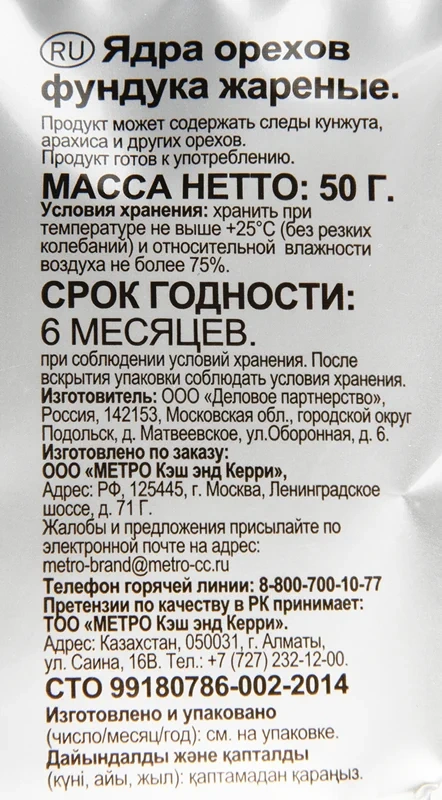 RU Ядра орехов
фундука жареные.
Продукт может содержать следы кунжута,
арахиса и других орехов.
Продукт готов к употреблению.
МАССА НЕТТО: 50 Г.
Условия хранения: хранить при
температуре не выше +25°С (без резких
колебаний) и относительной влажности
воздуха не более 75%.
СРОК ГОДНОСТИ:
6 МЕСЯЦЕВ.
при соблюдении условий хранения. После
вскрытия упаковки соблюдать условия хранения.
Изготовитель: ООО «Деловое партнерство»,
Россия, 142153, Московская обл., городской округ
Подольск, д. Матвеевское, ул.Оборонная, д. 6.
Изготовлено по заказу:
ООО «МЕТРО Кэш энд Керри»,
Адрес: РФ, 125445, г. Москва, Ленинградское
шоссе, д. 71 Г.
Жалобы и предложения присылайте по
электронной почте на адрес:
metro-brand@metro-cc.ru
Телефон горячей линии: 8-800-700-10-77
Претензии по качеству в РК принимает:
ТОО «МЕТРО Кэш энд Керри».
Адрес: Казахстан, 050031, г. Алматы,
ул. Саина, 16В. Тел.: +7 (727) 232-12-00.
СТО 99180786-002-2014
Изготовлено и упаковано
(число/месяц/год): см. на упаковке.
Дайындалды және қапталды
(күні, айы, жыл): қаптамадан қараңыз.